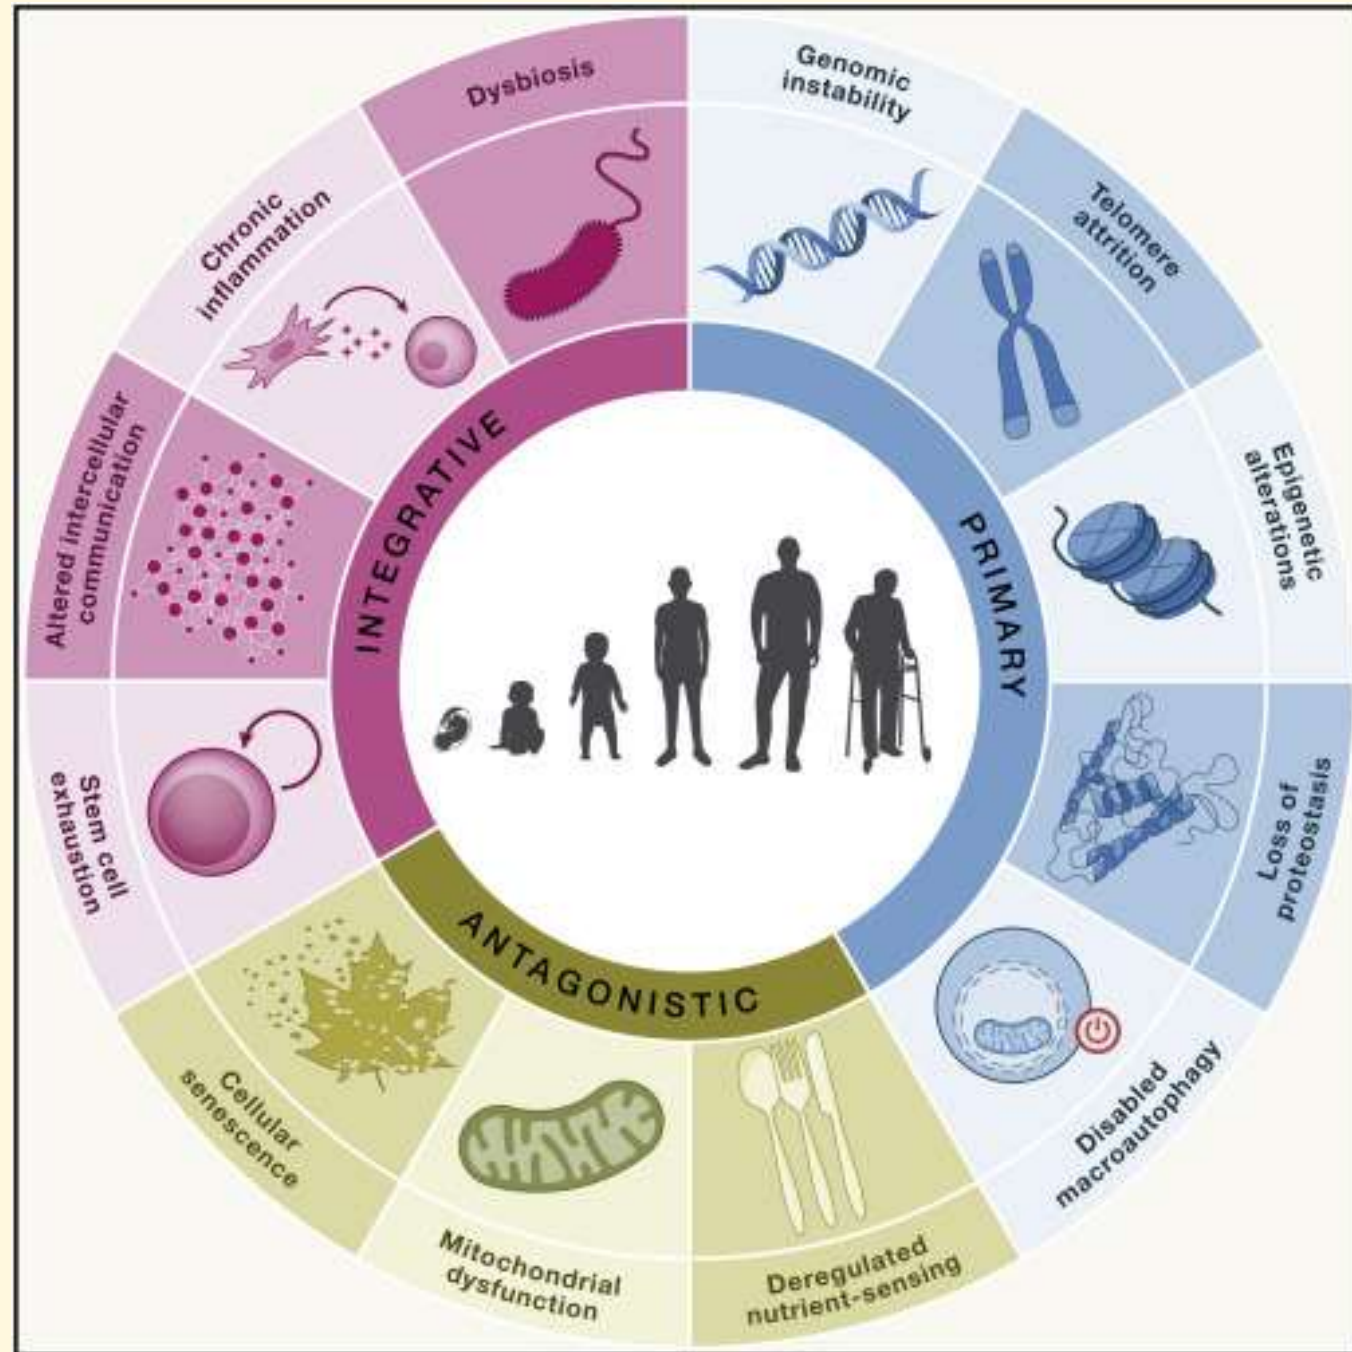 Genomic
instability
Telomere
attrition
Epigenetic
alterations
Loss of
proteostasis
Disabled
macroautophagy
Deregulated
nutrient-sensing
Mitochondrial
dysfunction
Cellular
senescence
Stem cell
exhaustion
Altered intercellular
communication
Chronic
inflammation
Dysbiosis
PRIMARY
ANTAGONISTIC
INTEGRATIVE